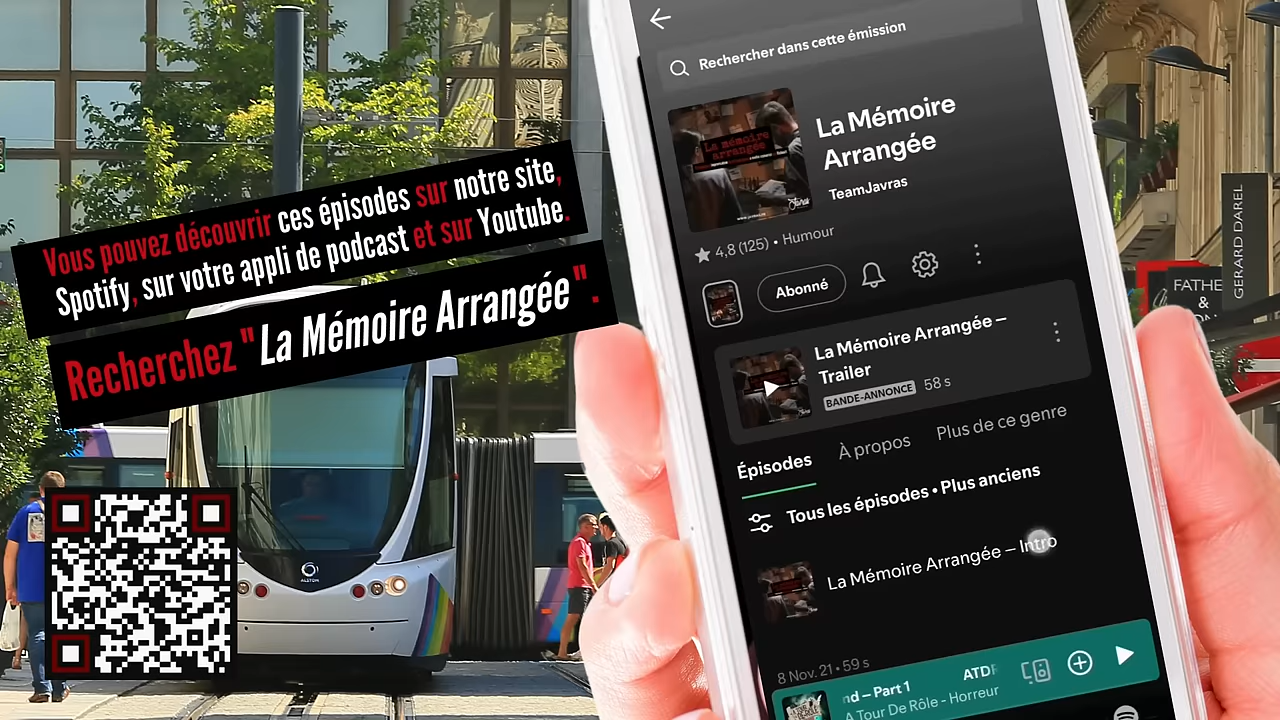 Vous pouvez découvrir ces épisodes sur notre site,
Spotify, sur votre appli de podcast et sur Youtube.
Recherchez "La Mémoire Arrangée".
Rechercher dans cette émission
La mémoire
arrangée
La Mémoire
Arrangée
TeamJavras
4,8 (125) • Humour
Abonné
La Mémoire Arrangée –
Trailer
BANDE-ANNONCE 58 s
Épisodes
À propos
Plus de ce genre
Tous les épisodes • Plus anciens
La Mémoire Arrangée – Intro
8 Nov. 21 • 59 s
nd – Part 1
ATDR
A Tour De Rôle - Horreur
ALSTOM
GERARD DAREL
FATHE
&